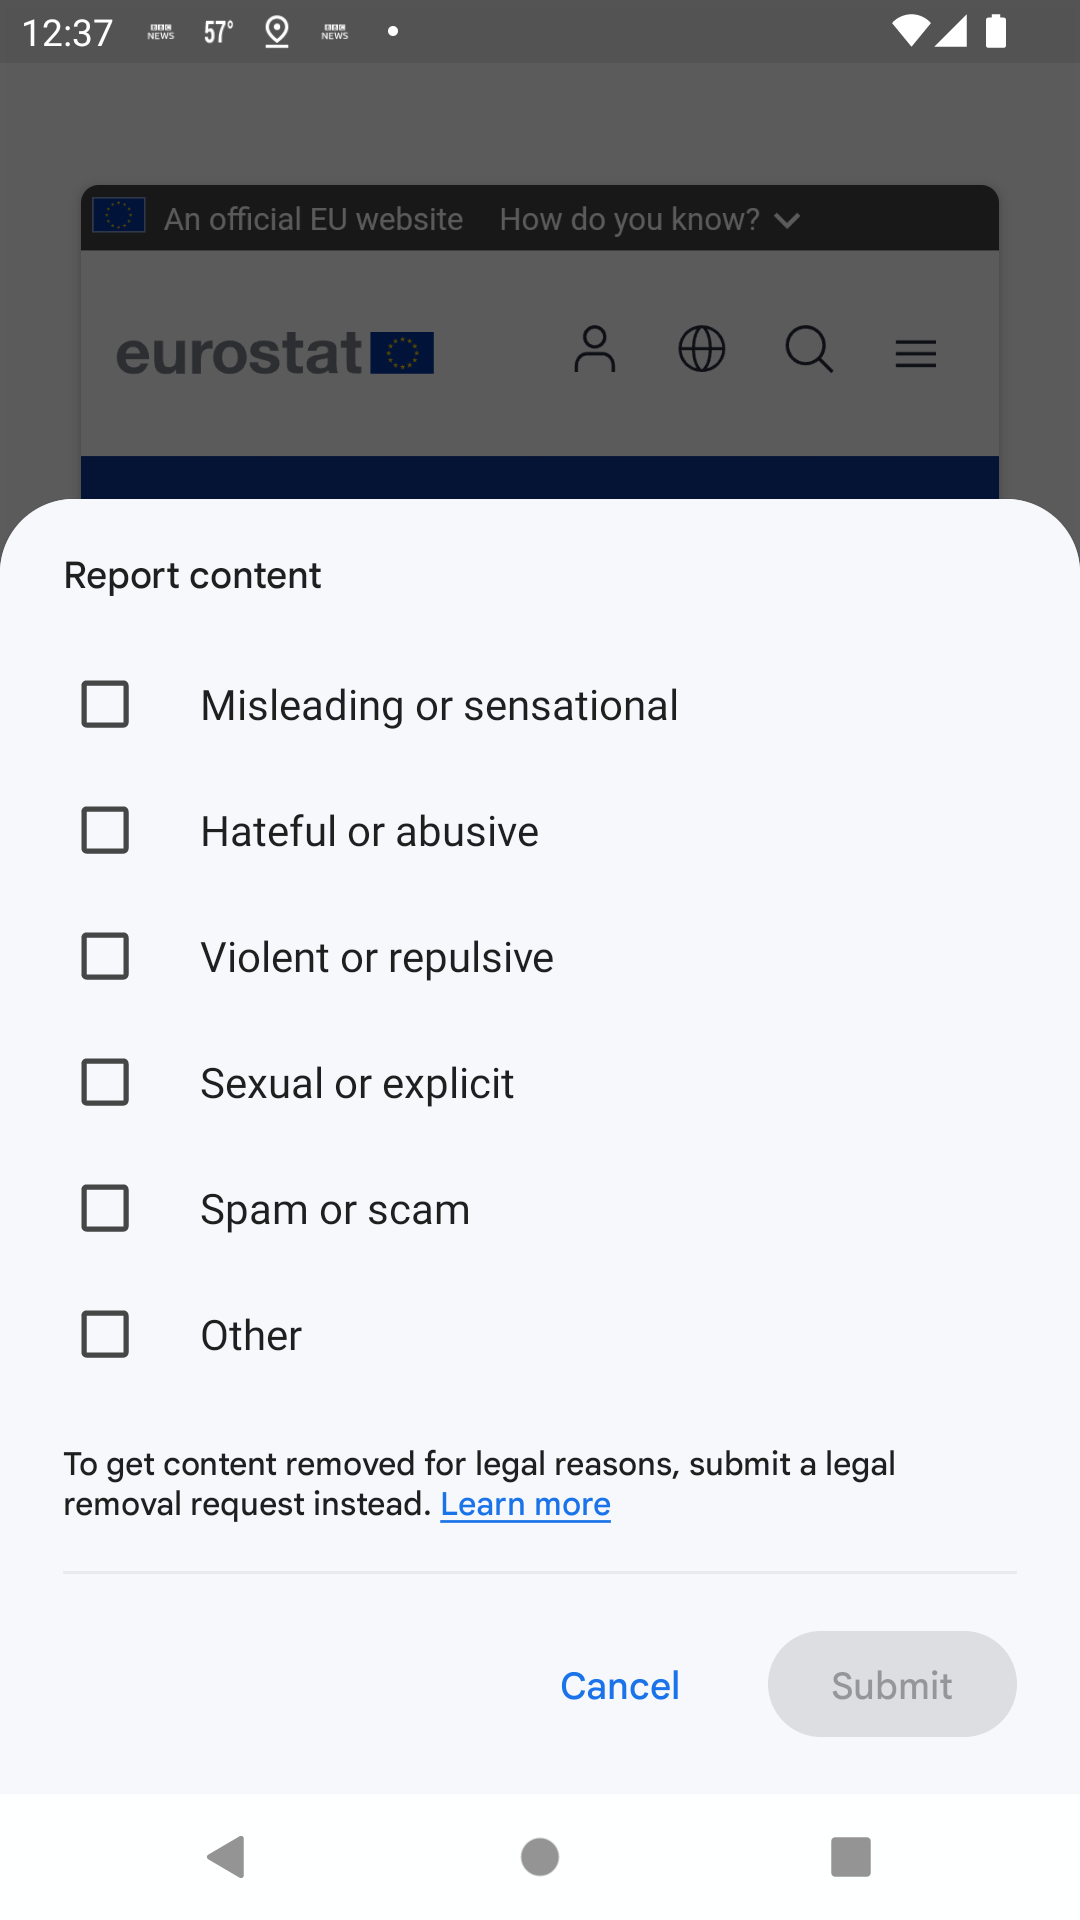 12:37 BBC NEWS 57° BBC NEWS
An official EU website How do you know?
eurostat
Report content
Misleading or sensational
Hateful or abusive
Violent or repulsive
Sexual or explicit
Spam or scam
Other
To get content removed for legal reasons, submit a legal
removal request instead. Learn more
Cancel Submit